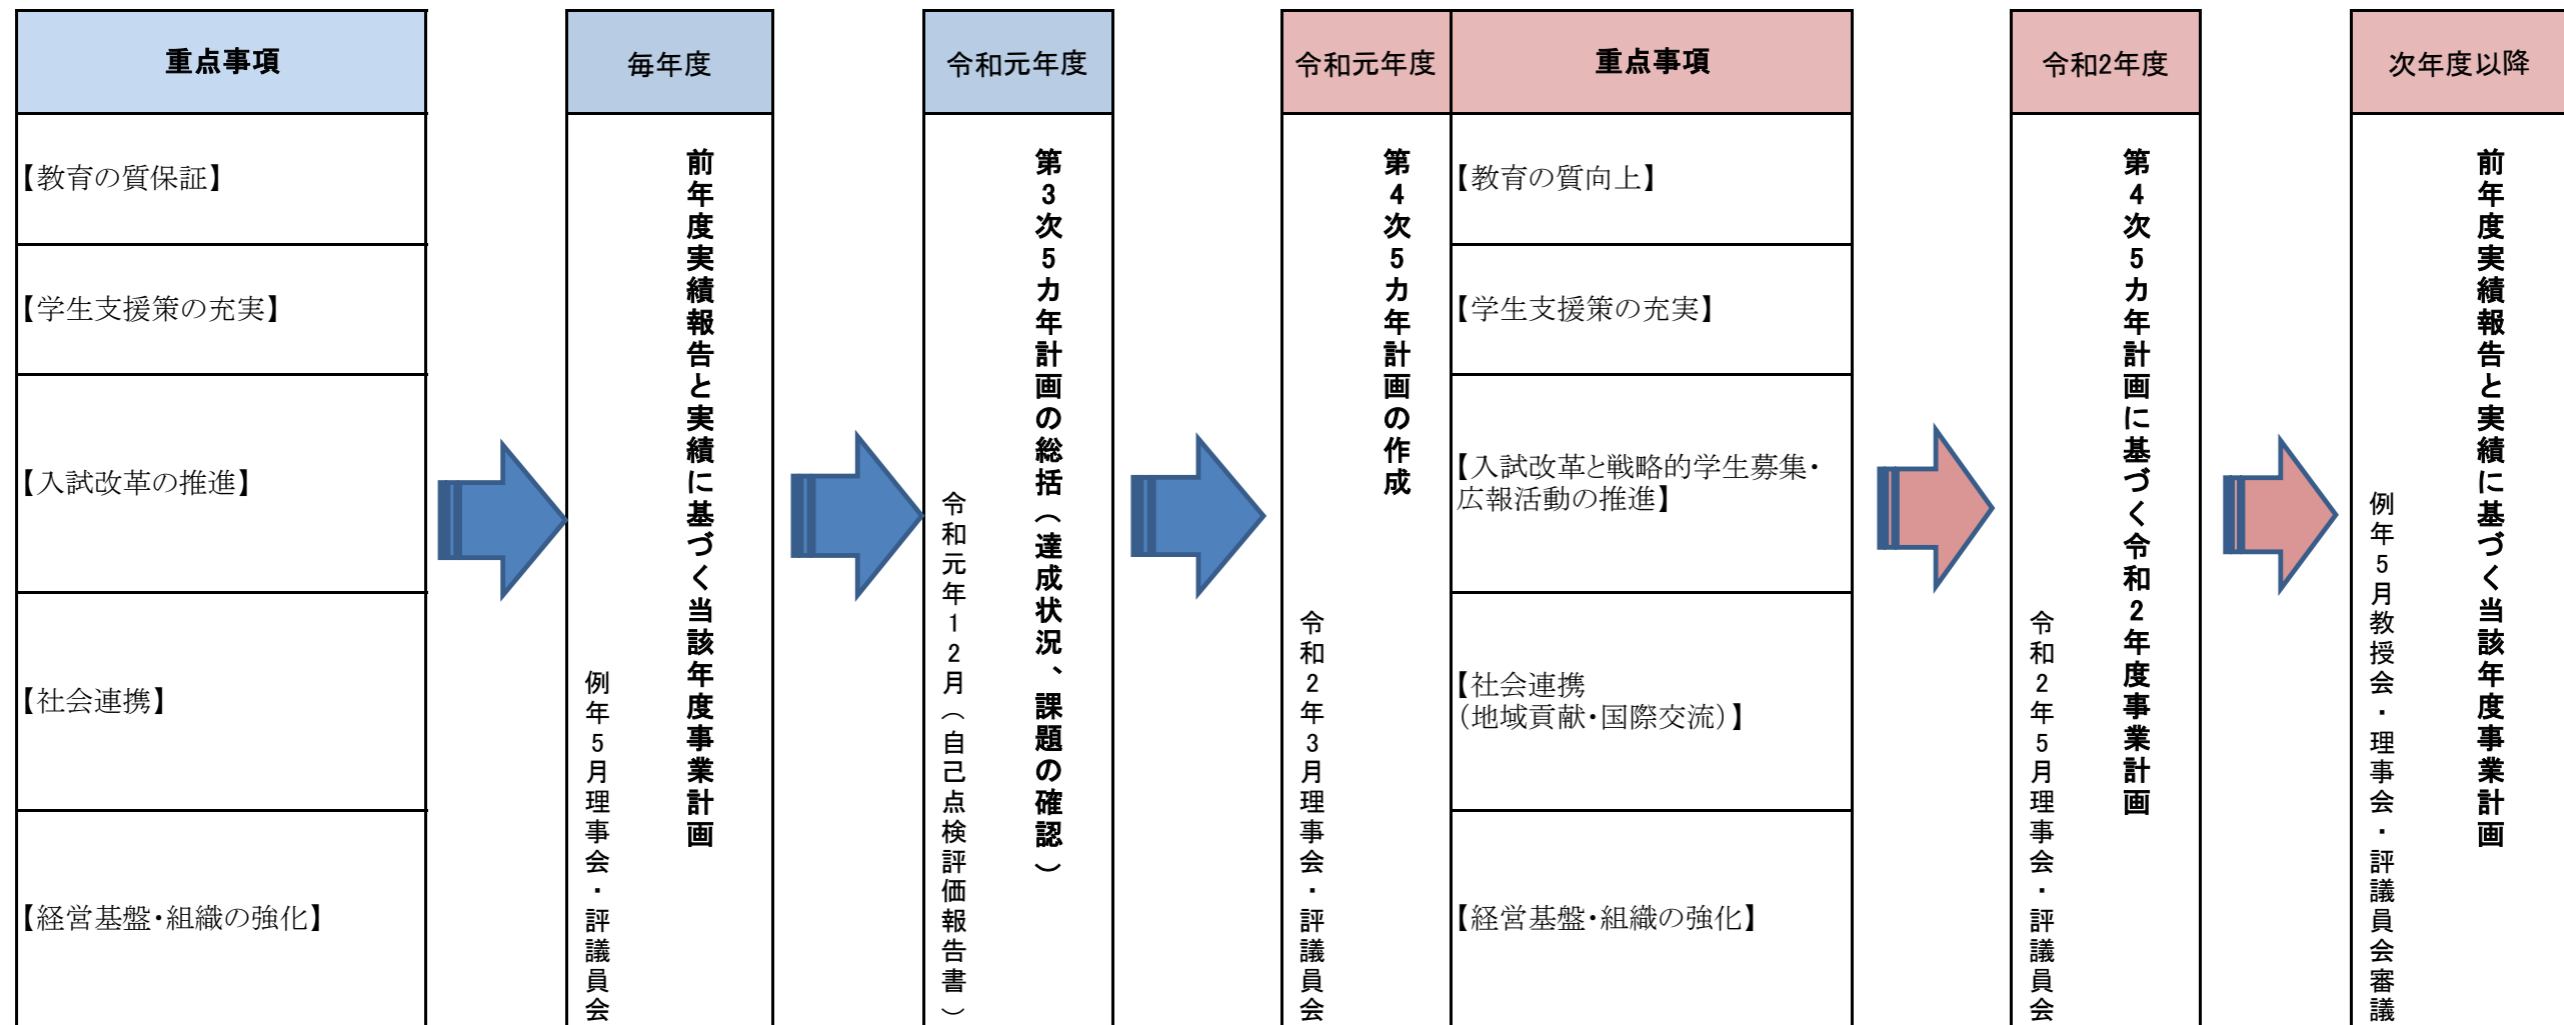 重点事項
【教育の質保証】
【学生支援策の充実】
【入試改革の推進】
【社会連携】
【経営基盤・組織の強化】
毎年度
前年度実績報告と実績に基づく当該年度事業計画
例年5月理事会・評議員会
令和元年度
第3次5カ年計画の総括（達成状況、課題の確認）
令和元年12月（自己点検評価報告書）
令和元年度
第4次5カ年計画の作成
令和2年3月理事会・評議員会
重点事項
【教育の質向上】
【学生支援策の充実】
【入試改革と戦略的学生募集・
広報活動の推進】
【社会連携
（地域貢献・国際交流）】
【経営基盤・組織の強化】
令和2年度
第4次5カ年計画に基づく令和2年度事業計画
令和2年5月理事会・評議員会
次年度以降
前年度実績報告と実績に基づく当該年度事業計画
例年5月教授会・理事会・評議員会審議